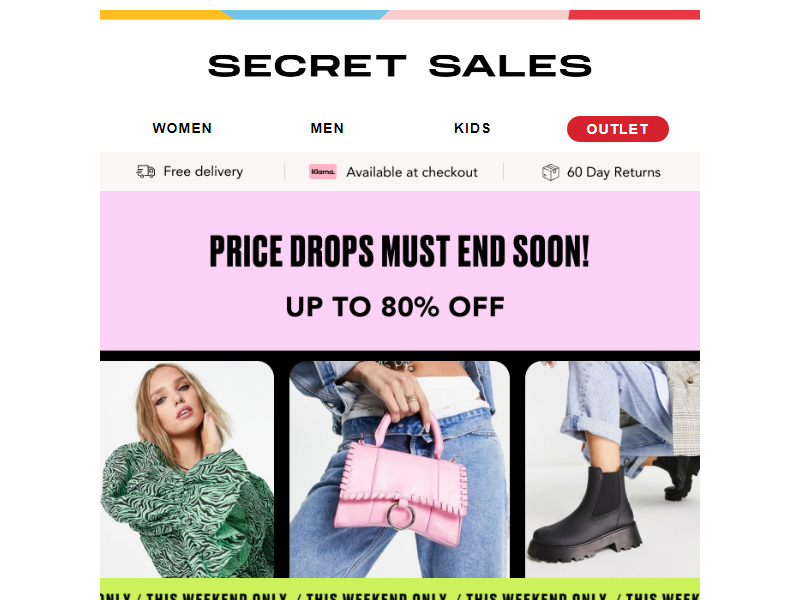 SECRET SALES
WOMEN MEN KIDS OUTLET
Free delivery Klarna. Available at checkout 60 Day Returns
PRICE DROPS MUST END SOON!
UP TO 80% OFF
ONLY / THIS WEEKEND ONLY / THIS WEEKEND ONLY / THIS WEEKEND ONLY / THIS WEEK